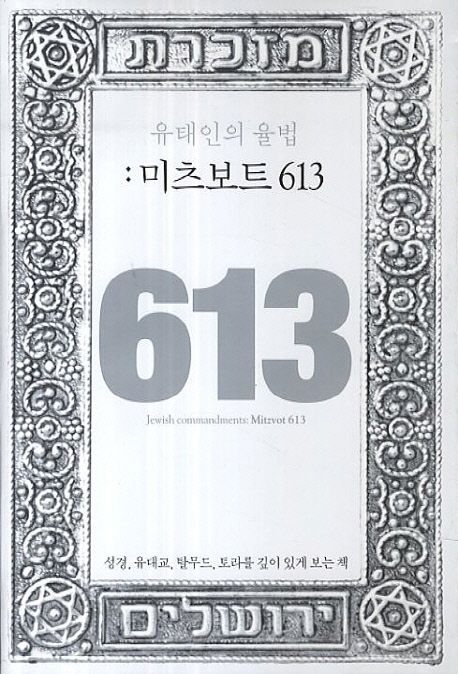 מזכרת
유태인의 율법
: 미츠보트 613
613
Jewish commandments: Mitzvot 613
성경, 유대교, 탈무드, 토라를 깊이 있게 보는 책
ירושלים